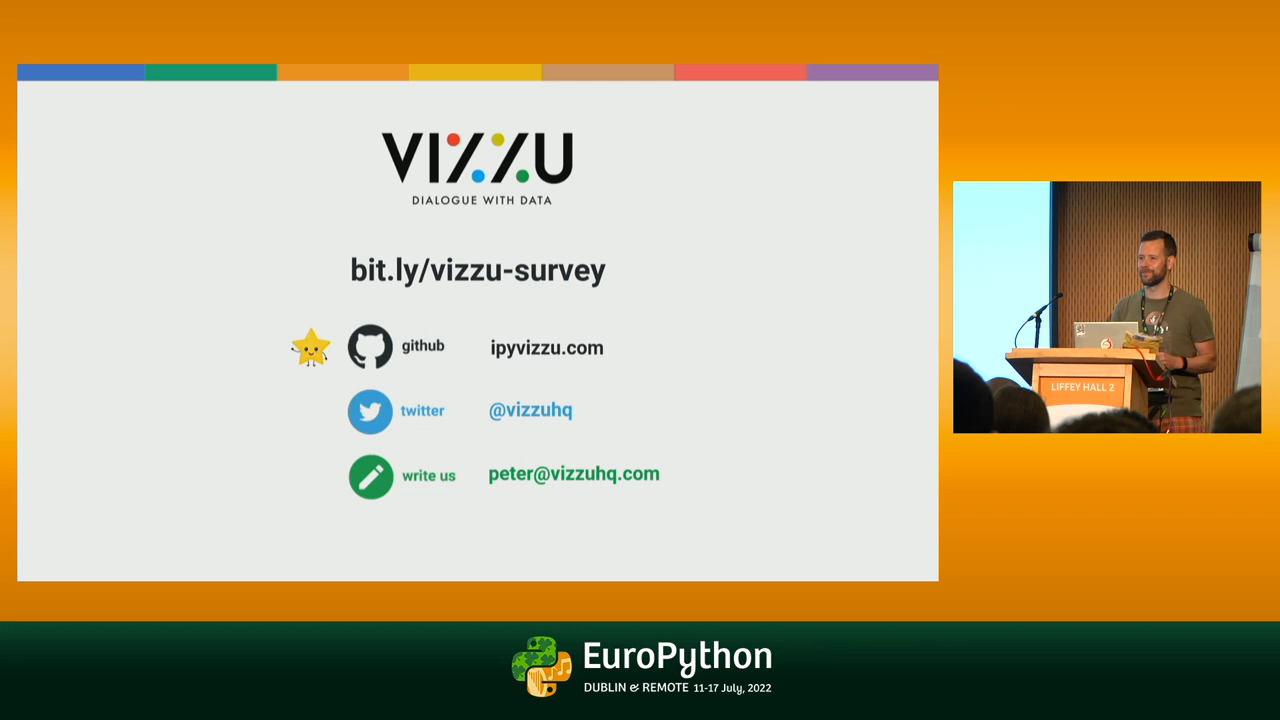 VIZZU
DIALOGUE WITH DATA
bit.ly/vizzu-survey
github ipyvizzu.com
twitter @vizzuhq
write us peter@vizzuhq.com
LIFFEY HALL 2
EuroPython
DUBLIN & REMOTE 11-17 July, 2022